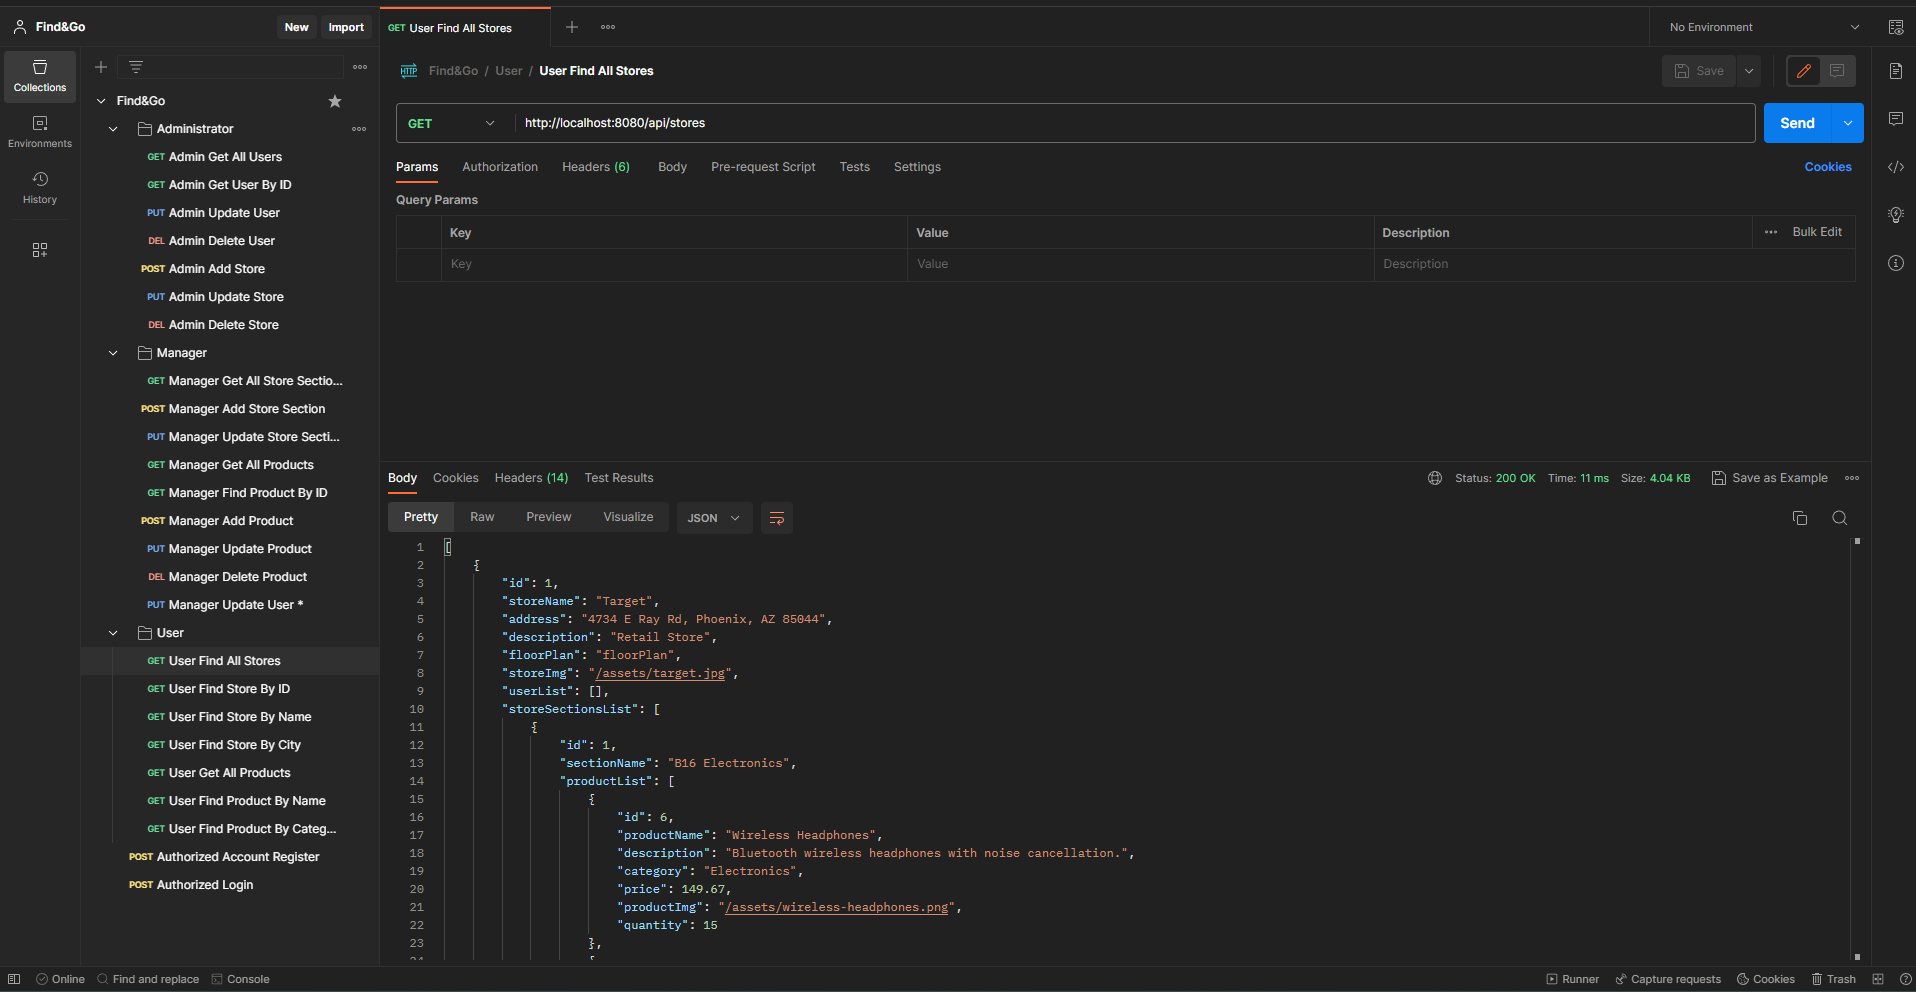 Find&Go
New
Import
GET User Find All Stores
No Environment
Collections
Environments
History
Find&Go
Administrator
GET Admin Get All Users
GET Admin Get User By ID
PUT Admin Update User
DEL Admin Delete User
POST Admin Add Store
PUT Admin Update Store
DEL Admin Delete Store
Manager
GET Manager Get All Store Sectio...
POST Manager Add Store Section
PUT Manager Update Store Secti...
GET Manager Get All Products
GET Manager Find Product By ID
POST Manager Add Product
PUT Manager Update Product
DEL Manager Delete Product
PUT Manager Update User *
User
GET User Find All Stores
GET User Find Store By ID
GET User Find Store By Name
GET User Find Store By City
GET User Get All Products
GET User Find Product By Name
GET User Find Product By Categ...
POST Authorized Account Register
POST Authorized Login
HTTP Find&Go / User / User Find All Stores
Save
GET http://localhost:8080/api/stores
Send
Params Authorization Headers (6) Body Pre-request Script Tests Settings
Cookies
Query Params
Key Value Description
Bulk Edit
Key Value Description
Body Cookies Headers (14) Test Results
Status: 200 OK Time: 11 ms Size: 4.04 KB
Save as Example
Pretty Raw Preview Visualize JSON
1 [
2 {
3 "id": 1,
4 "storeName": "Target",
5 "address": "4734 E Ray Rd, Phoenix, AZ 85044",
6 "description": "Retail Store",
7 "floorPlan": "floorPlan",
8 "storeImg": "/assets/target.jpg",
9 "userList": [],
10 "storeSectionsList": [
11 {
12 "id": 1,
13 "sectionName": "B16 Electronics",
14 "productList": [
15 {
16 "id": 6,
17 "productName": "Wireless Headphones",
18 "description": "Bluetooth wireless headphones with noise cancellation.",
19 "category": "Electronics",
20 "price": 149.67,
21 "productImg": "/assets/wireless-headphones.png",
22 "quantity": 15
23 },
Online
Find and replace
Console
Runner
Capture requests
Cookies
Trash